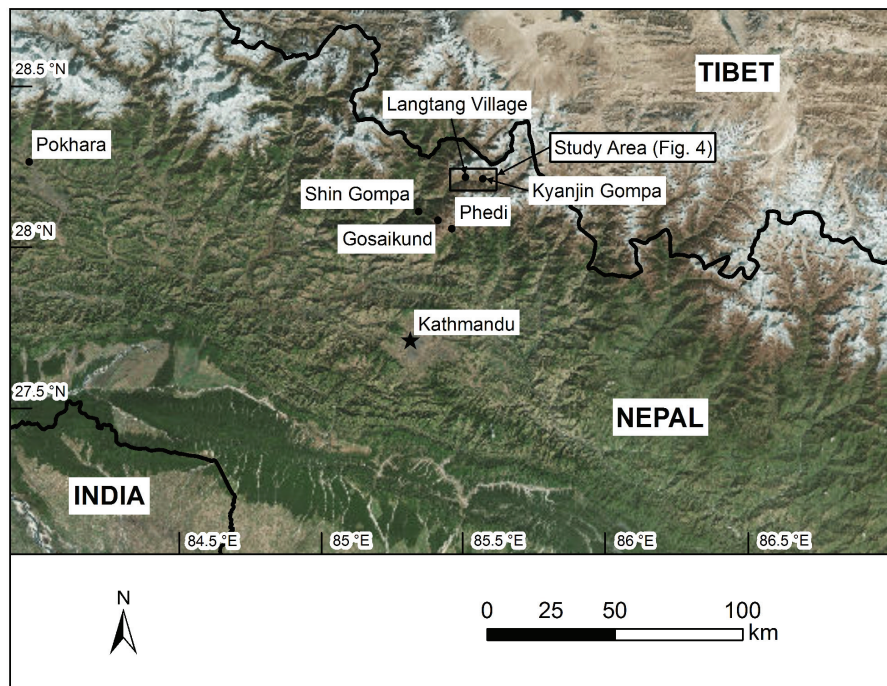 28.5 °N
TIBET
Langtang Village
Pokhara
Study Area (Fig. 4)
Shin Gompa
Kyanjin Gompa
Phedi
28 °N
Gosaikund
Kathmandu
27.5 °N
NEPAL
INDIA
84.5 °E
85 °E
85.5 °E
86 °E
86.5 °E
N
0 25 50 100
km